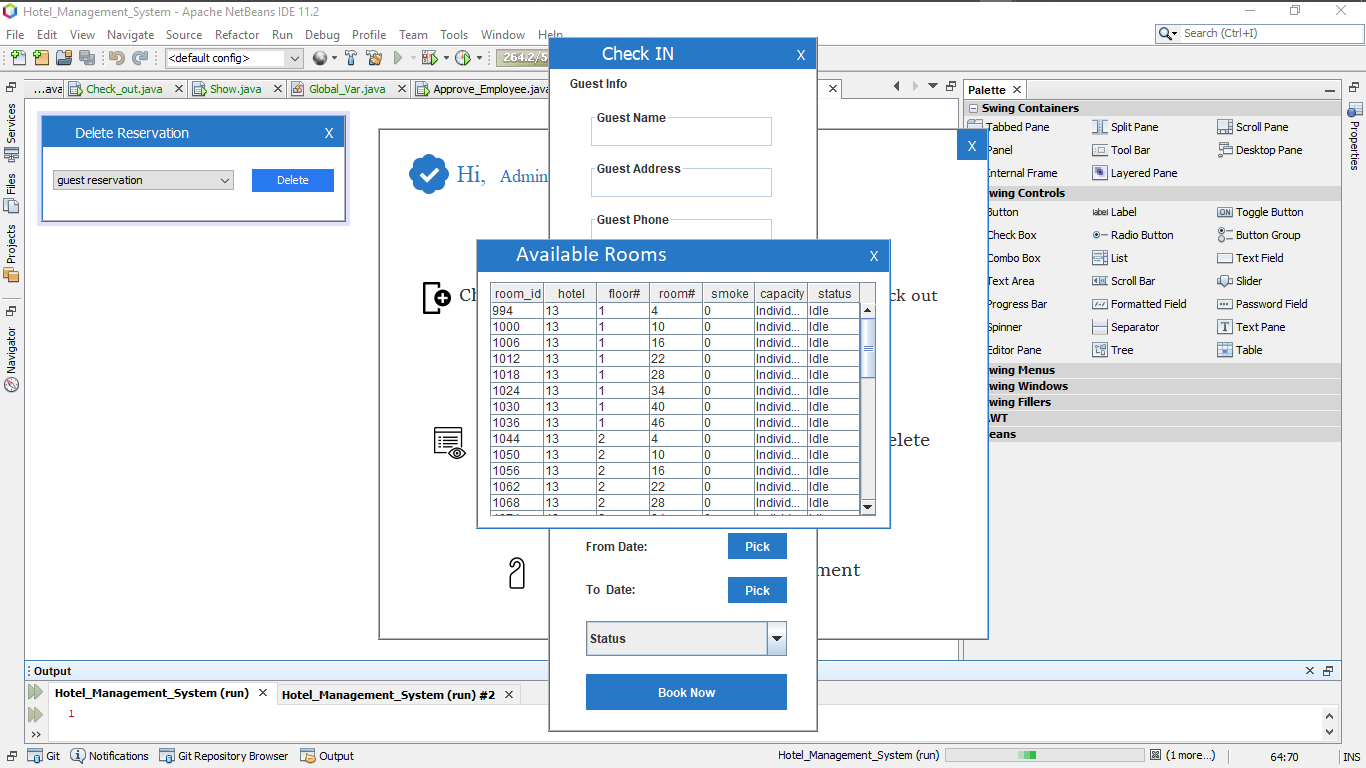 Hotel_Management_System - Apache NetBeans IDE 11.2
File Edit View Navigate Source Refactor Run Debug Profile Team Tools Window Help
Search (Ctrl+I)
<default config>
264.2/5
...ava Check_out.java Show.java Global_Var.java Approve_Employee.java
Services
Files
Projects
Navigator
Delete Reservation X
guest reservation Delete
X
Hi, Admin
ck out
elete
ment
Check IN X
Guest Info
Guest Name
Guest Address
Guest Phone
Available Rooms X
room_id hotel floor# room# smoke capacity status
994 13 1 4 0 Individ... Idle
1000 13 1 10 0 Individ... Idle
1006 13 1 16 0 Individ... Idle
1012 13 1 22 0 Individ... Idle
1018 13 1 28 0 Individ... Idle
1024 13 1 34 0 Individ... Idle
1030 13 1 40 0 Individ... Idle
1036 13 1 46 0 Individ... Idle
1044 13 2 4 0 Individ... Idle
1050 13 2 10 0 Individ... Idle
1056 13 2 16 0 Individ... Idle
1062 13 2 22 0 Individ... Idle
1068 13 2 28 0 Individ... Idle
From Date: Pick
To Date: Pick
Status
Book Now
Palette
Swing Containers
Tabbed Pane Split Pane Scroll Pane
Panel Tool Bar Desktop Pane
Internal Frame Layered Pane
wing Controls
Button Label Toggle Button
Check Box Radio Button Button Group
Combo Box List Text Field
Text Area Scroll Bar Slider
Progress Bar Formatted Field Password Field
Spinner Separator Text Pane
Editor Pane Tree Table
wing Menus
wing Windows
wing Fillers
WT
eans
Properties
Output
Hotel_Management_System (run) Hotel_Management_System (run) #2
1
Git Notifications Git Repository Browser Output
Hotel_Management_System (run) (1 more...) 64:70 INS